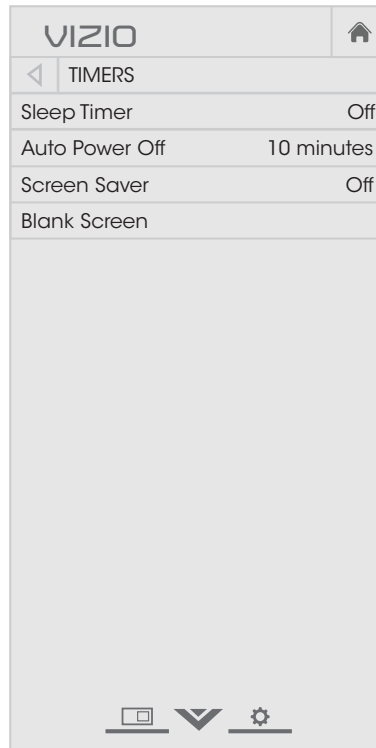 VIZIO
TIMERS
Sleep Timer Off
Auto Power Off 10 minutes
Screen Saver Off
Blank Screen